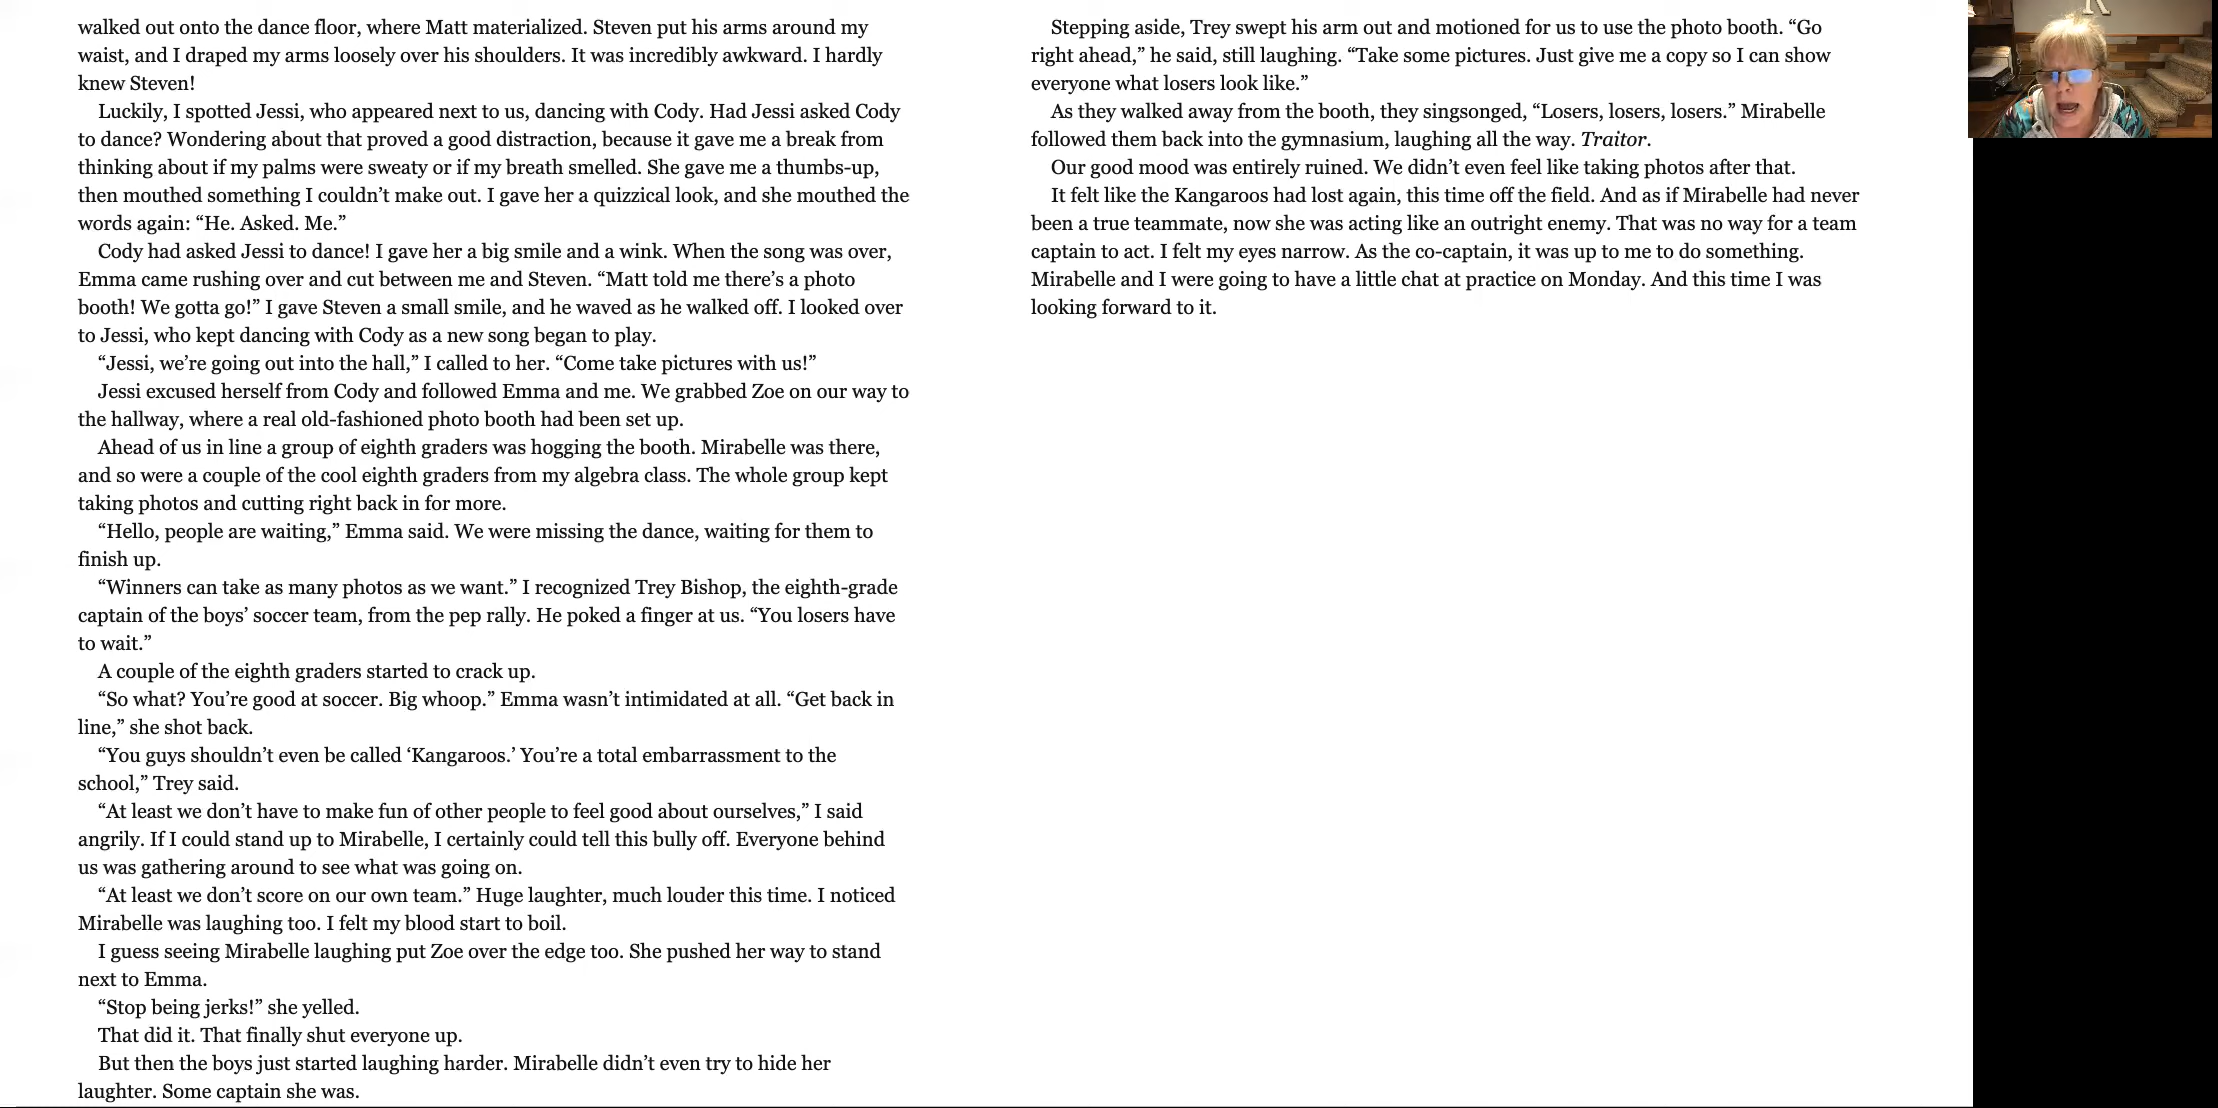 walked out onto the dance floor, where Matt materialized. Steven put his arms around my
waist, and I draped my arms loosely over his shoulders. It was incredibly awkward. I hardly
knew Steven!
Luckily, I spotted Jessi, who appeared next to us, dancing with Cody. Had Jessi asked Cody
to dance? Wondering about that proved a good distraction, because it gave me a break from
thinking about if my palms were sweaty or if my breath smelled. She gave me a thumbs-up,
then mouthed something I couldn’t make out. I gave her a quizzical look, and she mouthed the
words again: “He. Asked. Me.”
Cody had asked Jessi to dance! I gave her a big smile and a wink. When the song was over,
Emma came rushing over and cut between me and Steven. “Matt told me there’s a photo
booth! We gotta go!” I gave Steven a small smile, and he waved as he walked off. I looked over
to Jessi, who kept dancing with Cody as a new song began to play.
“Jessi, we’re going out into the hall,” I called to her. “Come take pictures with us!”
Jessi excused herself from Cody and followed Emma and me. We grabbed Zoe on our way to
the hallway, where a real old-fashioned photo booth had been set up.
Ahead of us in line a group of eighth graders was hogging the booth. Mirabelle was there,
and so were a couple of the cool eighth graders from my algebra class. The whole group kept
taking photos and cutting right back in for more.
“Hello, people are waiting,” Emma said. We were missing the dance, waiting for them to
finish up.
“Winners can take as many photos as we want.” I recognized Trey Bishop, the eighth-grade
captain of the boys’ soccer team, from the pep rally. He poked a finger at us. “You losers have
to wait.”
A couple of the eighth graders started to crack up.
“So what? You’re good at soccer. Big whoop.” Emma wasn’t intimidated at all. “Get back in
line,” she shot back.
“You guys shouldn’t even be called ‘Kangaroos.’ You’re a total embarrassment to the
school,” Trey said.
“At least we don’t have to make fun of other people to feel good about ourselves,” I said
angrily. If I could stand up to Mirabelle, I certainly could tell this bully off. Everyone behind
us was gathering around to see what was going on.
“At least we don’t score on our own team.” Huge laughter, much louder this time. I noticed
Mirabelle was laughing too. I felt my blood start to boil.
I guess seeing Mirabelle laughing put Zoe over the edge too. She pushed her way to stand
next to Emma.
“Stop being jerks!” she yelled.
That did it. That finally shut everyone up.
But then the boys just started laughing harder. Mirabelle didn’t even try to hide her
laughter. Some captain she was.
Stepping aside, Trey swept his arm out and motioned for us to use the photo booth. “Go
right ahead,” he said, still laughing. “Take some pictures. Just give me a copy so I can show
everyone what losers look like.”
As they walked away from the booth, they singsonged, “Losers, losers, losers.” Mirabelle
followed them back into the gymnasium, laughing all the way. Traitor.
Our good mood was entirely ruined. We didn’t even feel like taking photos after that.
It felt like the Kangaroos had lost again, this time off the field. And as if Mirabelle had never
been a true teammate, now she was acting like an outright enemy. That was no way for a team
captain to act. I felt my eyes narrow. As the co-captain, it was up to me to do something.
Mirabelle and I were going to have a little chat at practice on Monday. And this time I was
looking forward to it.
R